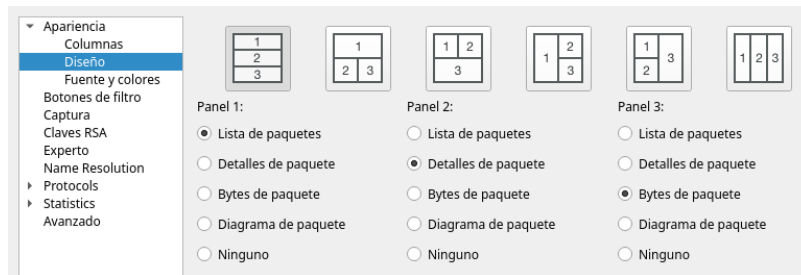 Apariencia
Columnas
Diseño
Fuente y colores
Botones de filtro
Captura
Claves RSA
Experto
Name Resolution
Protocols
Statistics
Avanzado
1
2
3
1
2 3
1 2
3
1 2
3
1 3
2
1 2 3
Panel 1:
Lista de paquetes
Detalles de paquete
Bytes de paquete
Diagrama de paquete
Ninguno
Panel 2:
Lista de paquetes
Detalles de paquete
Bytes de paquete
Diagrama de paquete
Ninguno
Panel 3:
Lista de paquetes
Detalles de paquete
Bytes de paquete
Diagrama de paquete
Ninguno